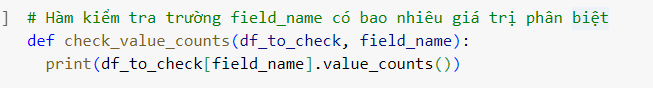 ] # Hàm kiểm tra trường field_name có bao nhiêu giá trị phân biệt
def check_value_counts(df_to_check, field_name):
print(df_to_check[field_name].value_counts())